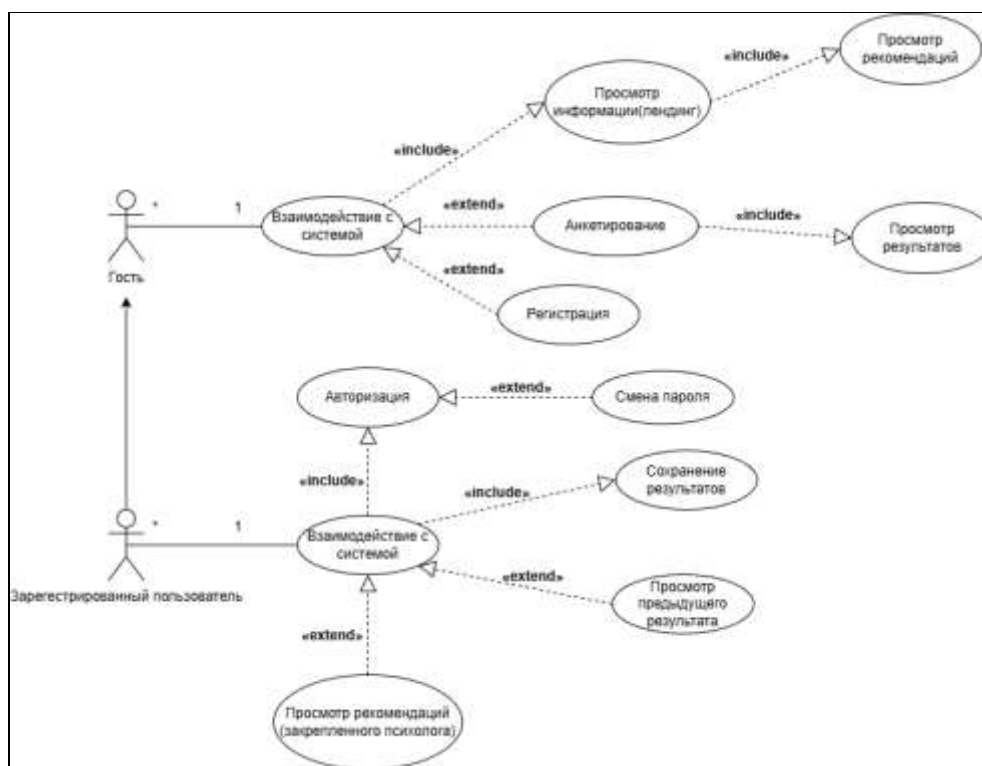 Просмотр
рекомендаций
«include»
Просмотр
информации(лендинг)
«include»
*
1
Взаимодействие с
системой
«extend»
Анкетирование
«include»
Просмотр
результатов
Гость
«extend»
Регистрация
Авторизация
«extend»
Смена пароля
«include»
«include»
Сохранение
результатов
*
1
Взаимодействие с
системой
«extend»
Просмотр
предыдущего
результата
Зарегестрированный пользователь
«extend»
Просмотр рекомендаций
(закрепленного психолога)